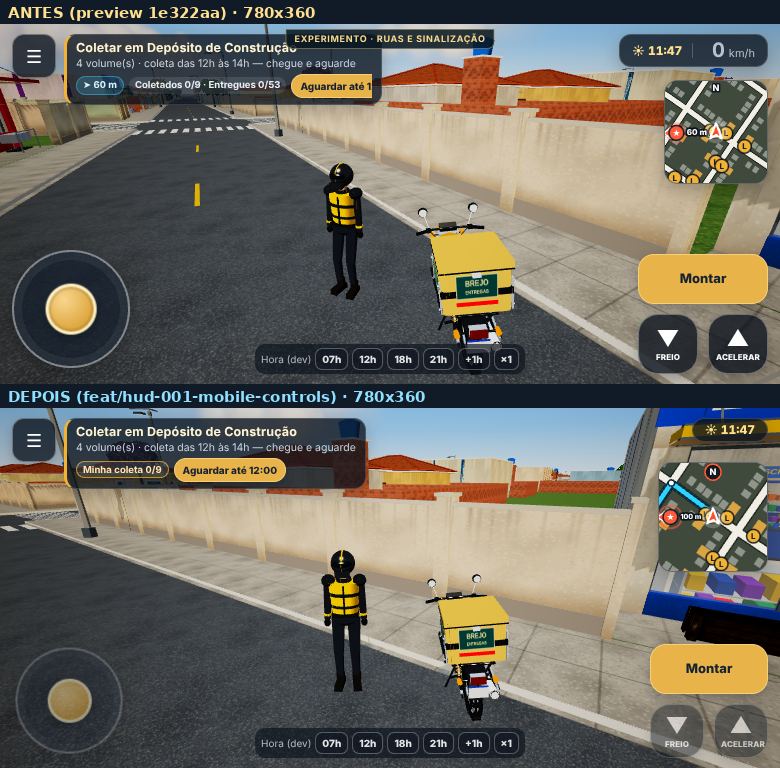 ANTES (preview 1e322aa) · 780x360
EXPERIMENTO · RUAS E SINALIZAÇÃO
☰
Coletar em Depósito de Construção
4 volume(s) · coleta das 12h às 14h — chegue e aguarde
➤ 60 m
Coletados 0/9 · Entregues 0/53
Aguardar até 1
☀ 11:47
0 km/h
N
60 m
L
L
L
L
L
L
BREJO
ENTREGAS
Montar
FREIO
ACELERAR
Hora (dev) 07h 12h 18h 21h +1h ×1
DEPOIS (feat/hud-001-mobile-controls) · 780x360
☰
Coletar em Depósito de Construção
4 volume(s) · coleta das 12h às 14h — chegue e aguarde
Minha coleta 0/9
Aguardar até 12:00
☀ 11:47
N
100 m
L
L
L
L
BREJO
ENTREGAS
Montar
FREIO
ACELERAR
Hora (dev) 07h 12h 18h 21h +1h ×1